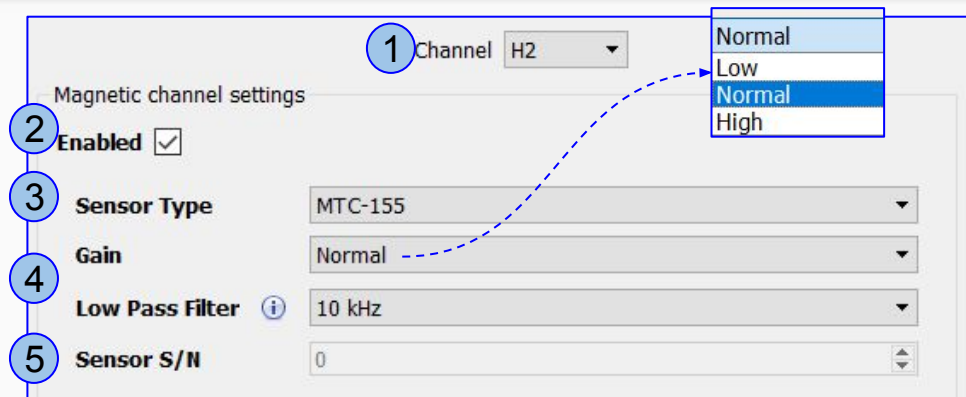 1 Channel H2
Normal
Low
Normal
High
Magnetic channel settings
2 Enabled
3 Sensor Type MTC-155
Gain Normal
4
Low Pass Filter i 10 kHz
5 Sensor S/N 0